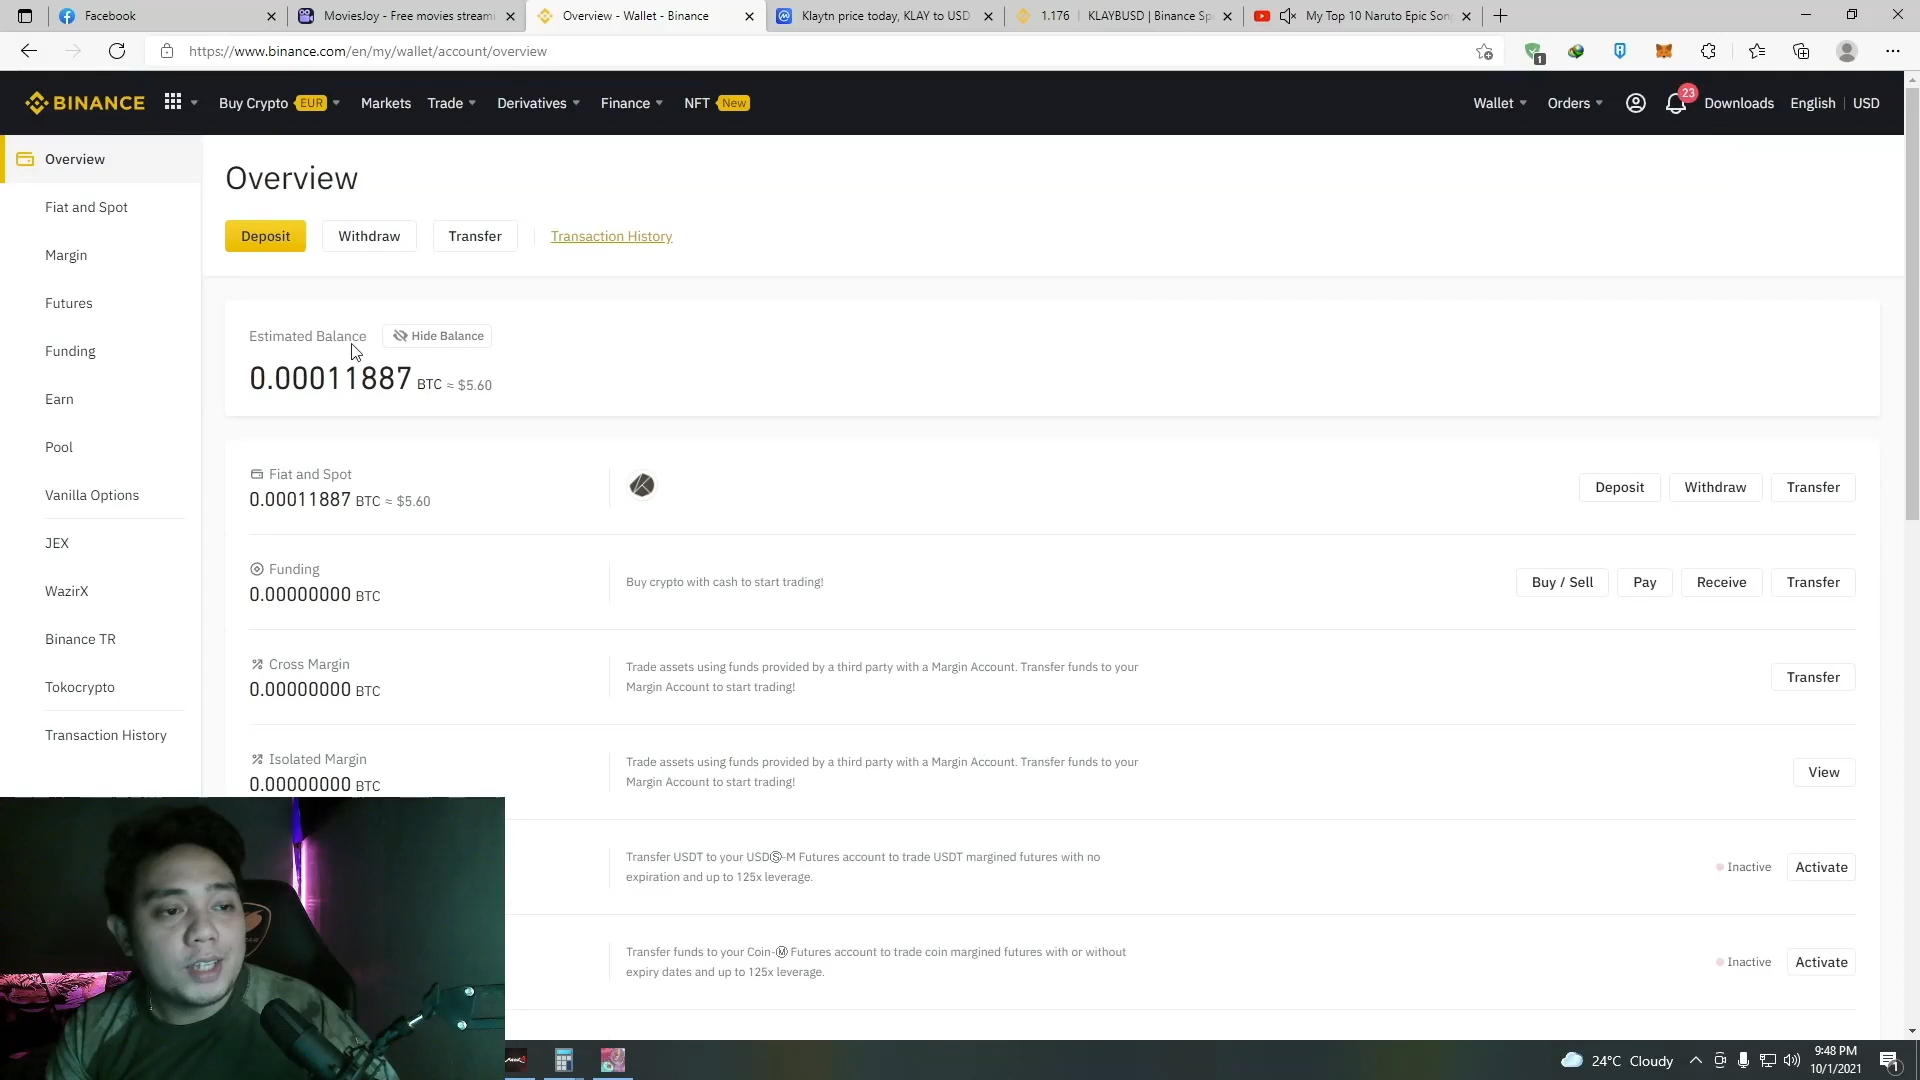 Facebook
MoviesJoy - Free movies streami
Overview - Wallet - Binance
Klaytn price today, KLAY to USD
1.176 | KLAYBUSD | Binance Sp
My Top 10 Naruto Epic Son
https://www.binance.com/en/my/wallet/account/overview
1
BINANCE
Buy Crypto EUR
Markets
Trade
Derivatives
Finance
NFT New
Wallet
Orders
23
Downloads
English
USD
Overview
Fiat and Spot
Margin
Futures
Funding
Earn
Pool
Vanilla Options
JEX
WazirX
Binance TR
Tokocrypto
Transaction History
Overview
Deposit
Withdraw
Transfer
Transaction History
Estimated Balance
Hide Balance
0.00011887 BTC ≈ $5.60
Fiat and Spot
0.00011887 BTC ≈ $5.60
Deposit
Withdraw
Transfer
Funding
0.00000000 BTC
Buy crypto with cash to start trading!
Buy / Sell
Pay
Receive
Transfer
Cross Margin
0.00000000 BTC
Trade assets using funds provided by a third party with a Margin Account. Transfer funds to your
Margin Account to start trading!
Transfer
Isolated Margin
0.00000000 BTC
Trade assets using funds provided by a third party with a Margin Account. Transfer funds to your
Margin Account to start trading!
View
Transfer USDT to your USDⓈ-M Futures account to trade USDT margined futures with no
expiration and up to 125x leverage.
Inactive
Activate
Transfer funds to your Coin-Ⓜ Futures account to trade coin margined futures with or without
expiry dates and up to 125x leverage.
Inactive
Activate
24°C Cloudy
9:48 PM
10/1/2021
1